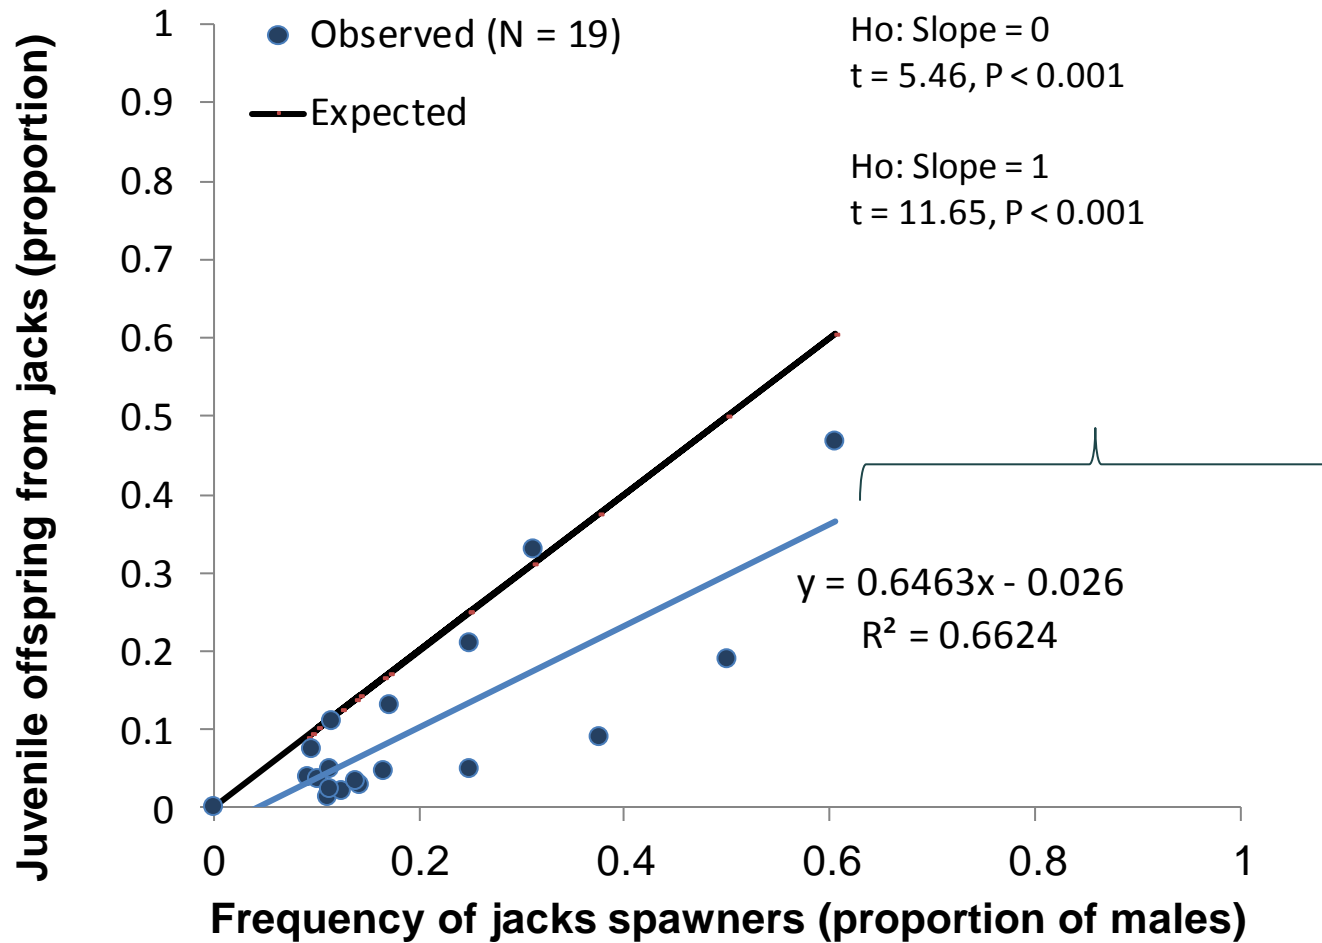 Observed (N = 19)
Expected
Ho: Slope = 0
t = 5.46, P < 0.001
Ho: Slope = 1
t = 11.65, P < 0.001
y = 0.6463x - 0.026
R² = 0.6624
Juvenile offspring from jacks (proportion)
1
0.9
0.8
0.7
0.6
0.5
0.4
0.3
0.2
0.1
0
0 0.2 0.4 0.6 0.8 1
Frequency of jacks spawners (proportion of males)